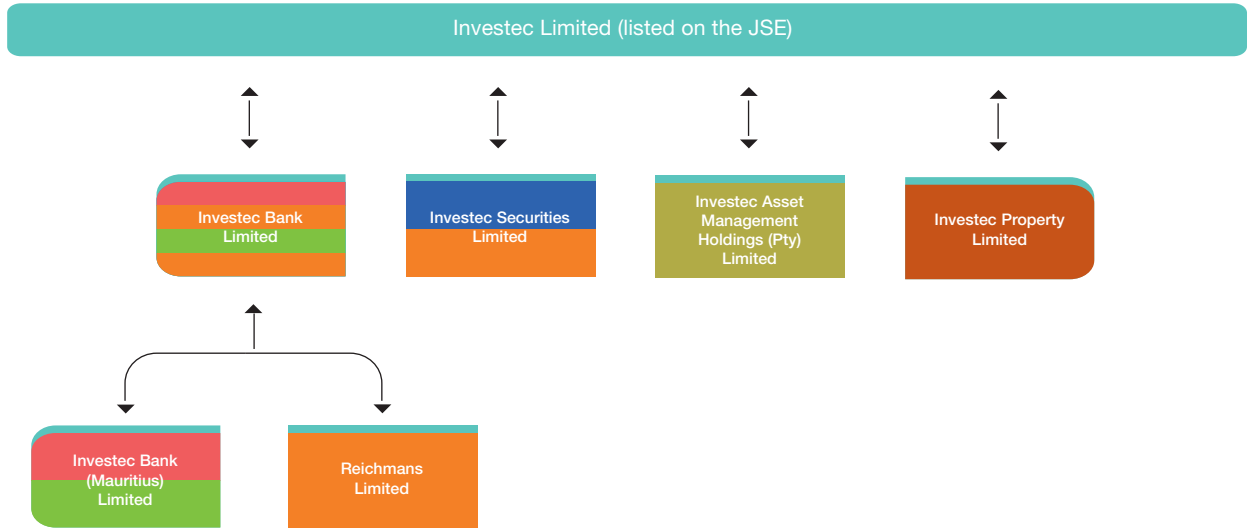 Investec Limited (listed on the JSE)
Investec Bank
Limited
Investec Securities
Limited
Investec Asset
Management
Holdings (Pty)
Limited
Investec Property
Limited
Investec Bank
(Mauritius)
Limited
Reichmans
Limited